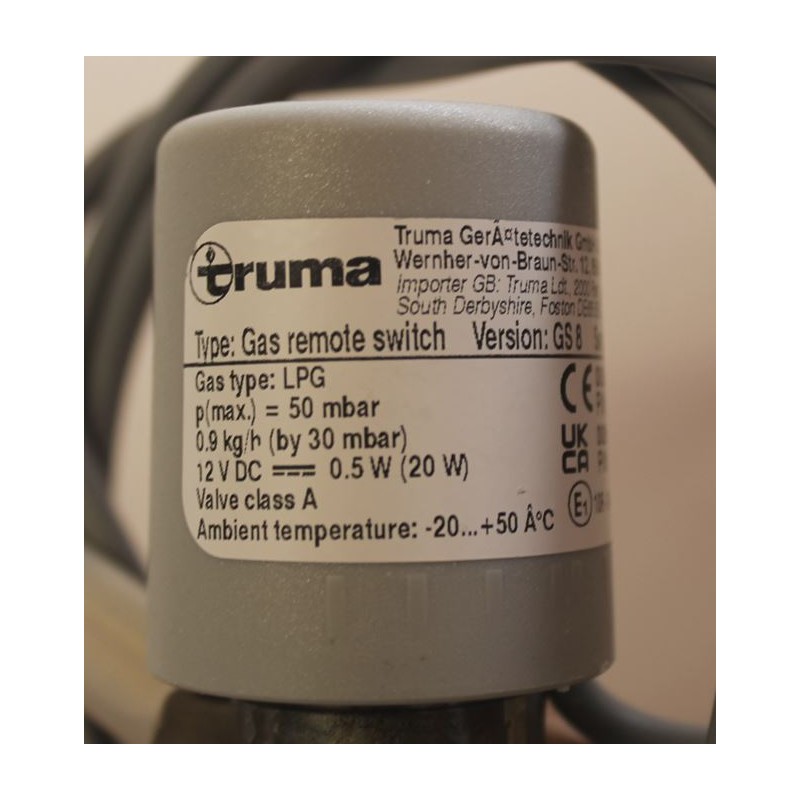 truma
Truma GerÃ¤tetechnik
Wernher-von-Braun-Str. 12,
Importer GB: Truma Ldt.,
South Derbyshire, Foston
Type: Gas remote switch Version: GS 8
Gas type: LPG
p(max.) = 50 mbar
0.9 kg/h (by 30 mbar)
12 V DC 0.5 W (20 W)
Valve class A
Ambient temperature: -20...+50 Â°C
CE
UK
CA
E1